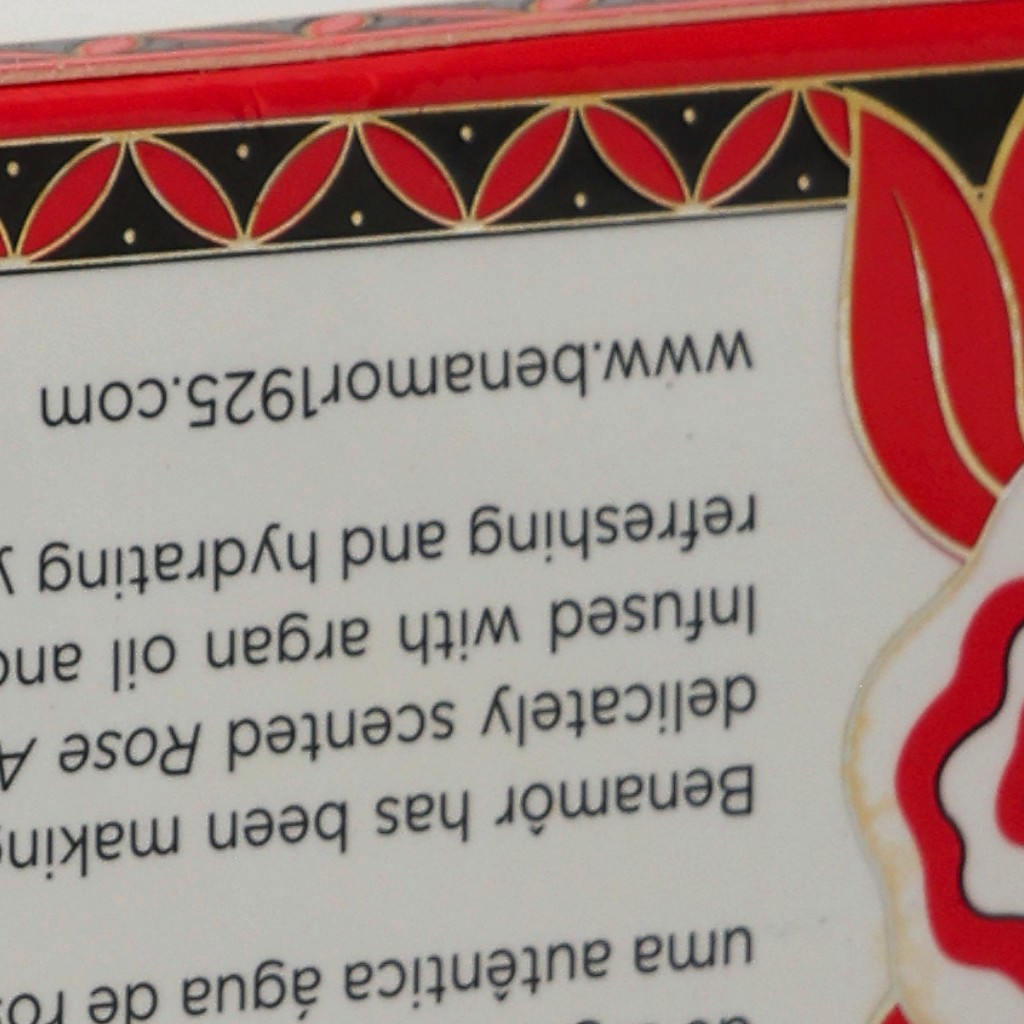 uma autêntica água de ros
Benamôr has been making
delicately scented Rose A
Infused with argan oil and
refreshing and hydrating y
www.benamor1925.com